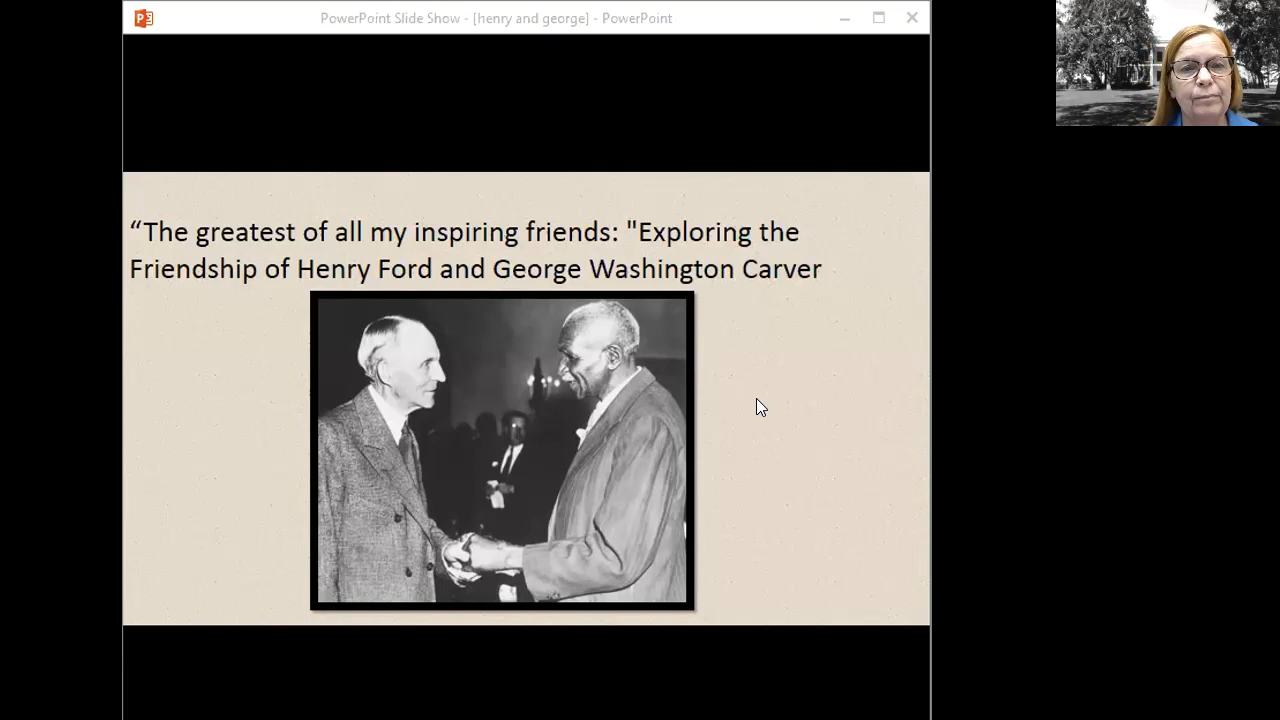 PowerPoint Slide Show - [henry and george] - PowerPoint
“The greatest of all my inspiring friends: "Exploring the
Friendship of Henry Ford and George Washington Carver